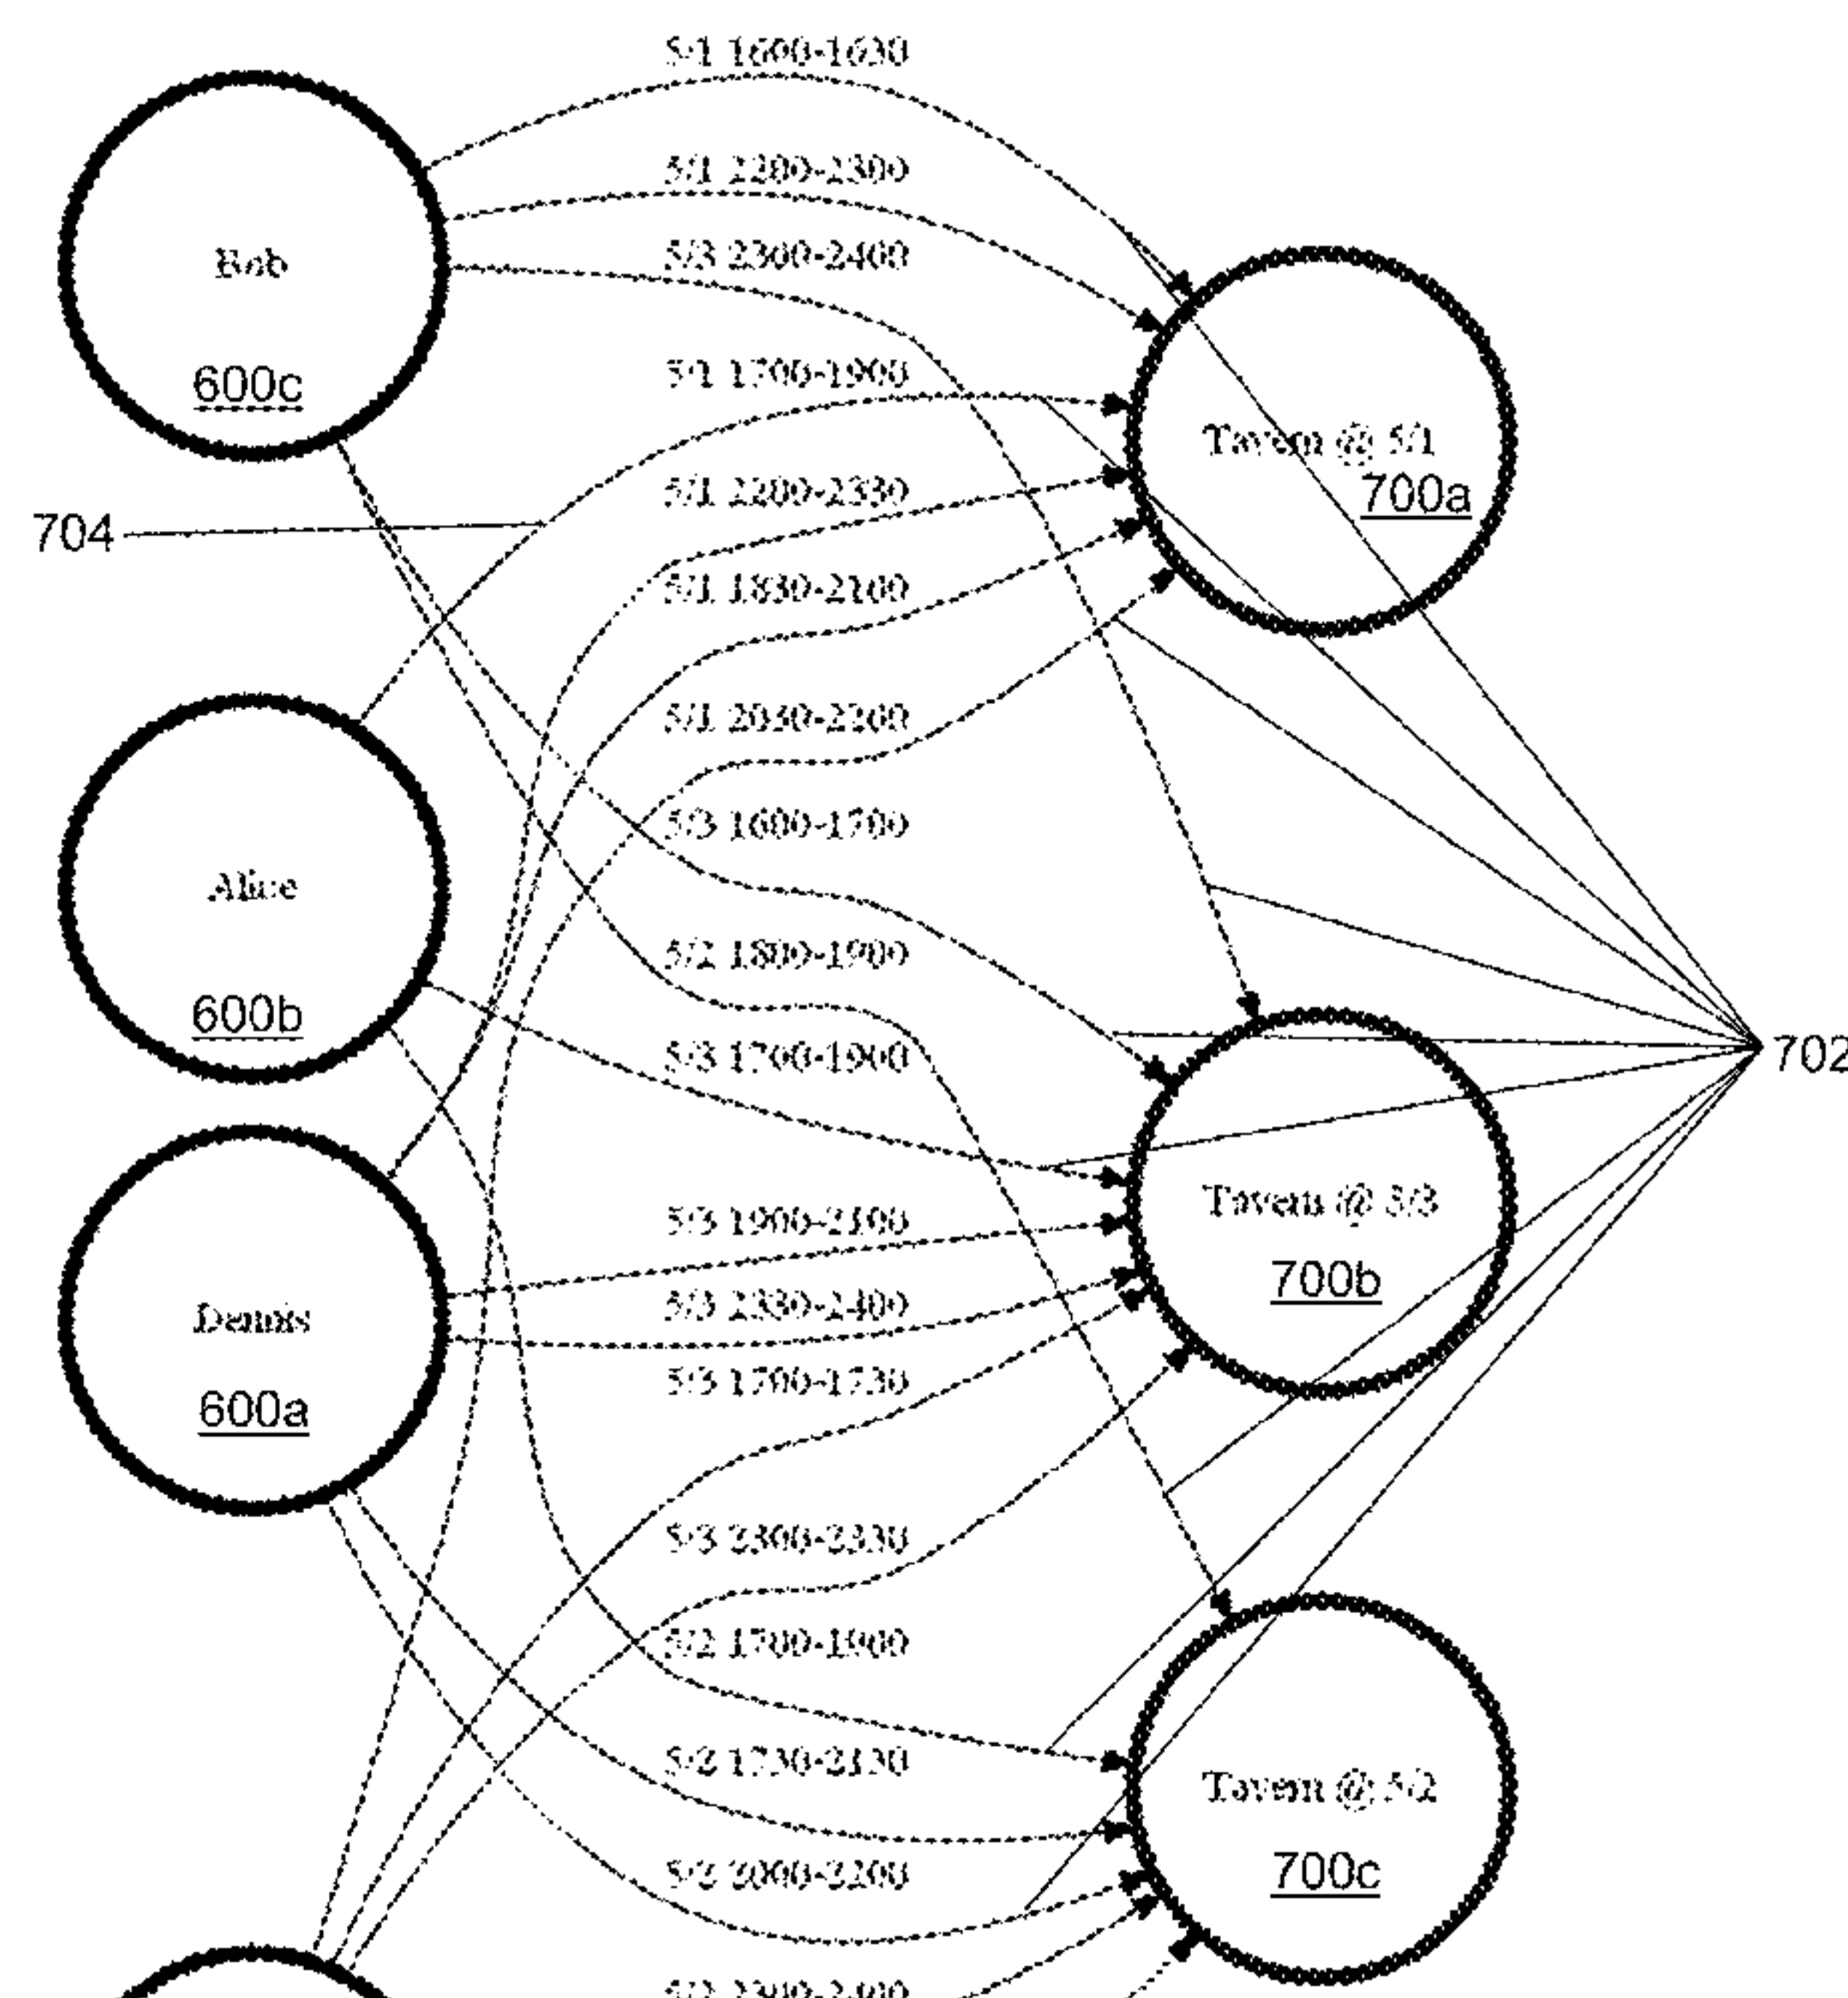 5/1 1600-1630
5/1 2200-2300
Bob
5/3 2300-2400
600c
5/1 1700-1900
Tavern @ 5/1
700a
5/1 2200-2330
704
5/1 1830-2100
5/1 2030-2200
5/3 1600-1700
Alice
5/2 1800-1900
600b
5/3 1700-1900
702
Tavern @ 5/3
5/3 1900-2100
700b
5/3 2330-2400
Dennis
5/3 1700-1730
600a
5/3 2300-2330
5/2 1700-1900
5/2 1730-2130
Tavern @ 5/2
700c
5/2 2000-2200
5/2 2300-2400